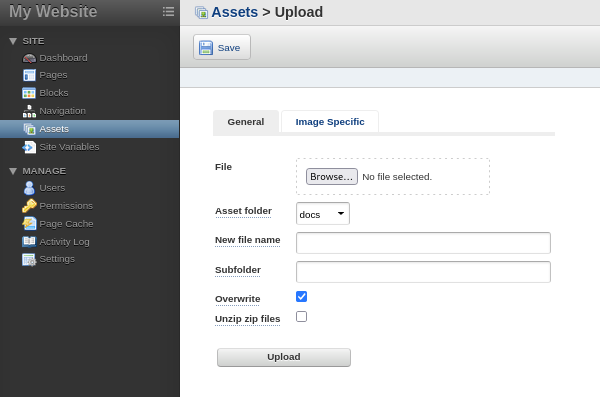 My Website
SITE
Dashboard
Pages
Blocks
Navigation
Assets
Site Variables
MANAGE
Users
Permissions
Page Cache
Activity Log
Settings
Assets > Upload
Save
General
Image Specific
File
Browse... No file selected.
Asset folder
docs
New file name
Subfolder
Overwrite
Unzip zip files
Upload